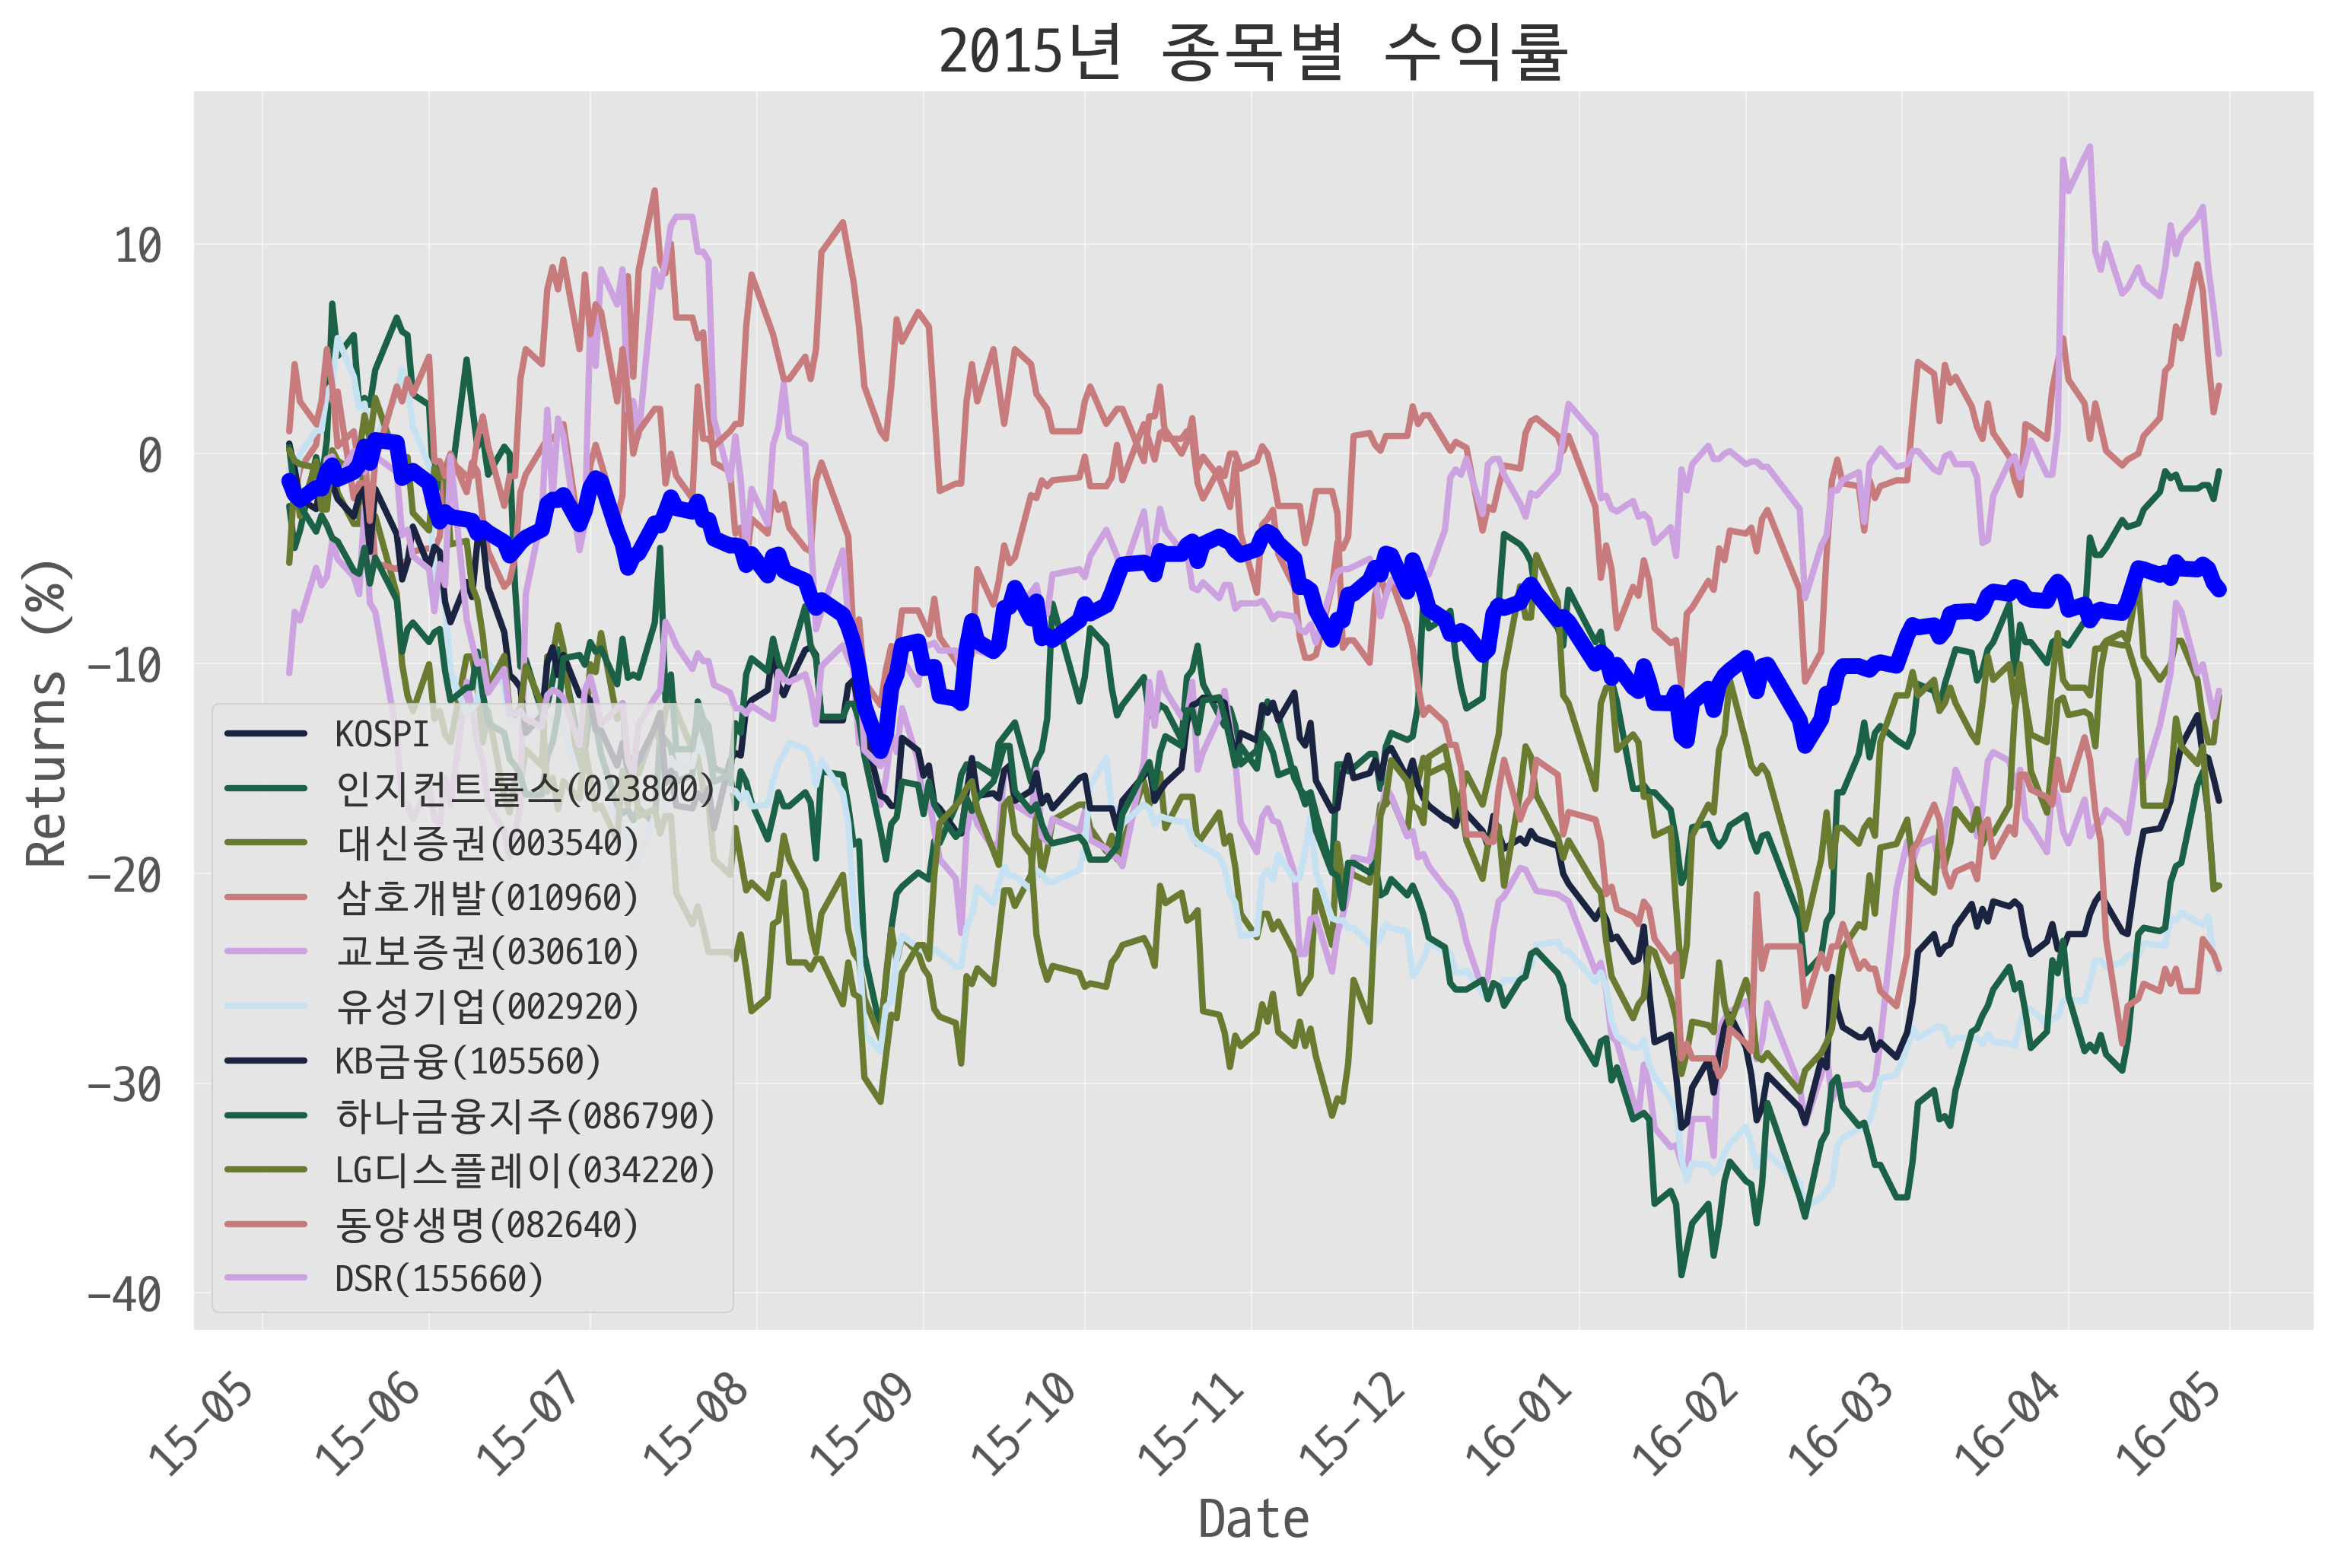 2015년 종목별 수익률
Returns (%)
10
0
−10
−20
−30
−40
KOSPI
인지컨트롤스(023800)
대신증권(003540)
삼호개발(010960)
교보증권(030610)
유성기업(002920)
KB금융(105560)
하나금융지주(086790)
LG디스플레이(034220)
동양생명(082640)
DSR(155660)
15−05
15−06
15−07
15−08
15−09
15−10
15−11
15−12
16−01
16−02
16−03
16−04
16−05
Date